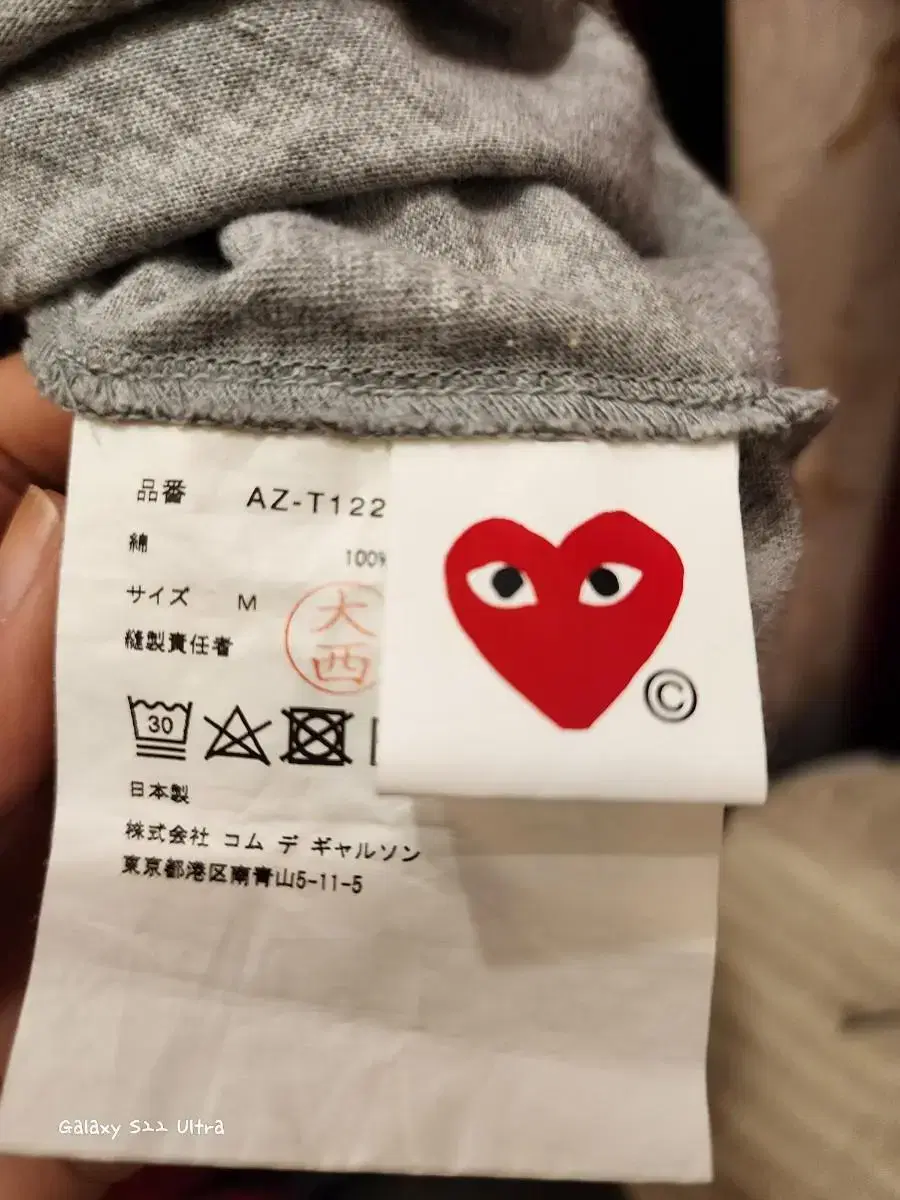 品番 AZ-T122
綿 100%
サイズ M
大西
縫製責任者
30
©
日本製
株式会社 コム デ ギャルソン
東京都港区南青山5-11-5
Galaxy S22 Ultra